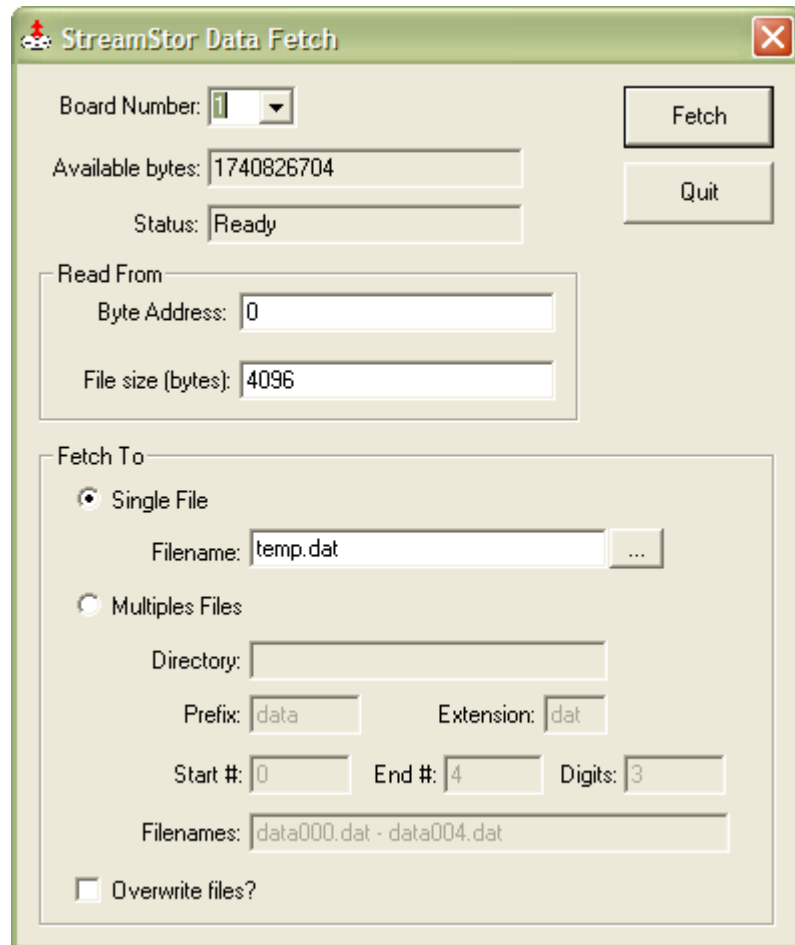 StreamStor Data Fetch
Board Number: 1
Fetch
Available bytes: 1740826704
Quit
Status: Ready
Read From
Byte Address: 0
File size (bytes): 4096
Fetch To
Single File
Filename: temp.dat ...
Multiples Files
Directory:
Prefix: data Extension: dat
Start #: 0 End #: 4 Digits: 3
Filenames: data000.dat - data004.dat
Overwrite files?